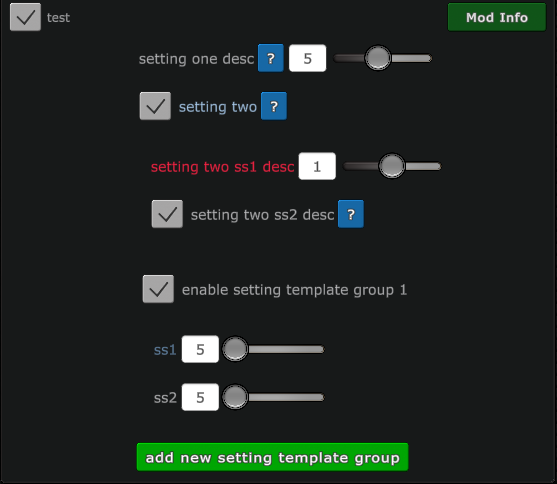 test Mod Info
setting one desc ? 5
setting two ?
setting two ss1 desc 1
setting two ss2 desc ?
enable setting template group 1
ss1 5
ss2 5
add new setting template group